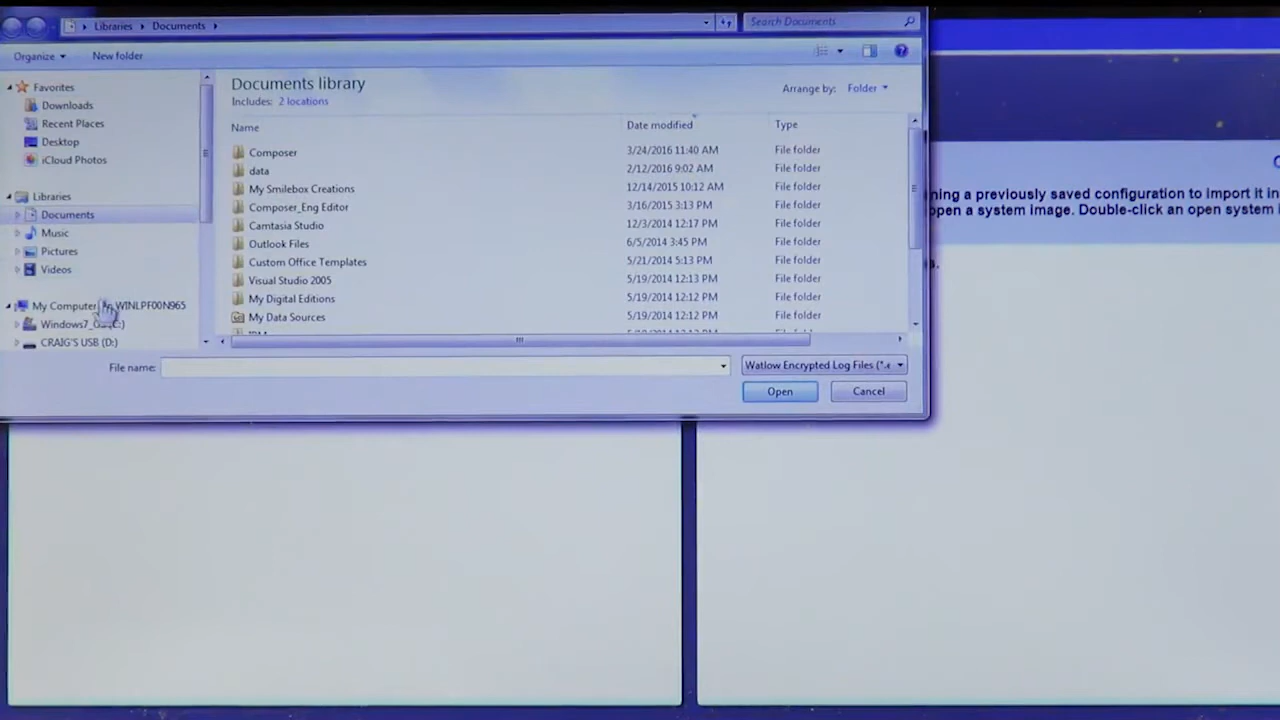 Libraries Documents
Search Documents
Organize
New folder
Favorites
Downloads
Recent Places
Desktop
iCloud Photos
Libraries
Documents
Music
Pictures
Videos
My Computer WINLPF00N965
(C:)
CRAIG'S USB (D:)
Documents library
Includes: 2 locations
Arrange by: Folder
Name Date modified Type
Composer 3/24/2016 11:40 AM File folder
data 2/12/2016 9:02 AM File folder
My Smilebox Creations 12/14/2015 10:12 AM File folder
Composer_Eng Editor 3/16/2015 3:13 PM File folder
Camtasia Studio 12/3/2014 12:17 PM File folder
Outlook Files 6/5/2014 3:45 PM File folder
Custom Office Templates 5/21/2014 5:13 PM File folder
Visual Studio 2005 5/19/2014 12:13 PM File folder
My Digital Editions 5/19/2014 12:12 PM File folder
My Data Sources 5/19/2014 12:12 PM File folder
File name:
Watlow Encrypted Log Files (*.e
Open
Cancel
ning a previously saved configuration to import it in
open a system image. Double-click an open system